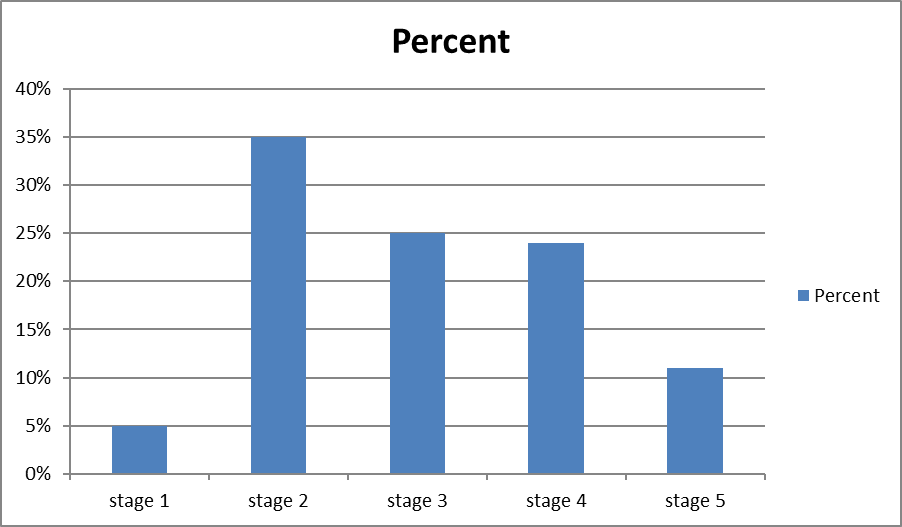 Percent
40%
35%
30%
25%
20%
15%
10%
5%
0%
stage 1
stage 2
stage 3
stage 4
stage 5
Percent